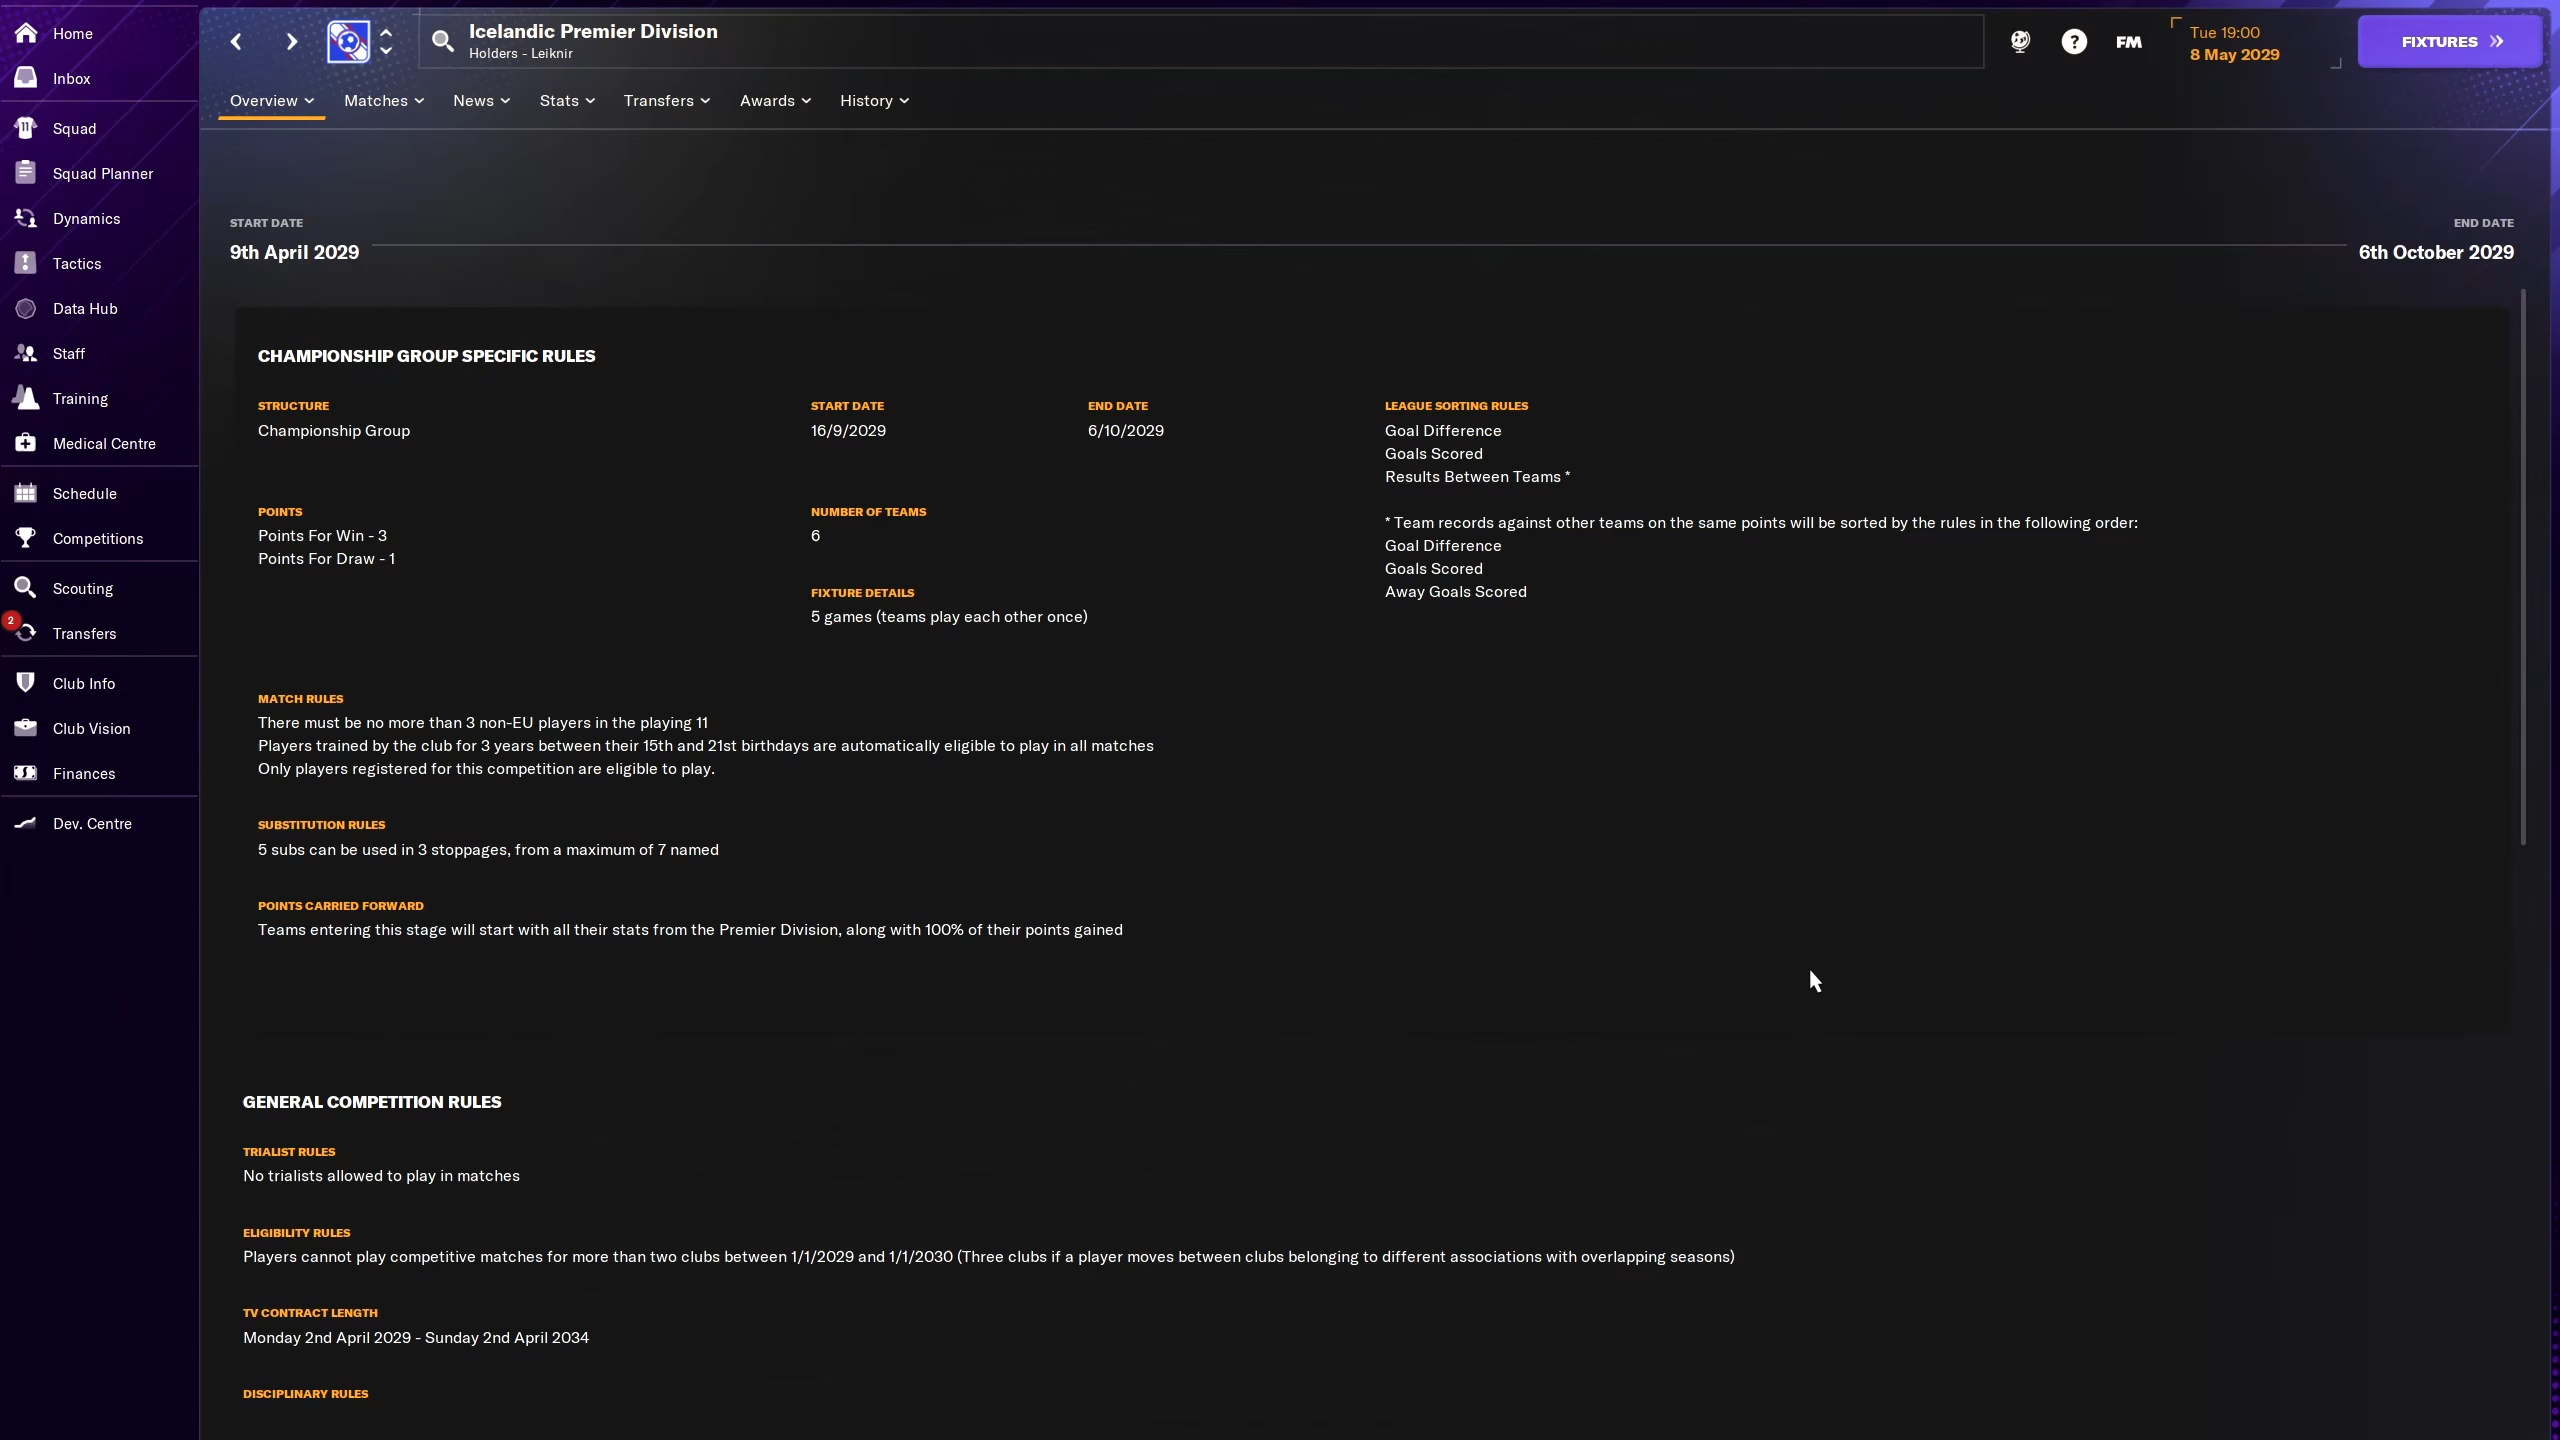 Home
Inbox
Squad
Squad Planner
Dynamics
Tactics
Data Hub
Staff
Training
Medical Centre
Schedule
Competitions
Scouting
2
Transfers
Club Info
Club Vision
Finances
Dev. Centre
Icelandic Premier Division
Holders - Leiknir
?
FM
Tue 19:00
8 May 2029
FIXTURES
Overview
Matches
News
Stats
Transfers
Awards
History
START DATE
9th April 2029
END DATE
6th October 2029
CHAMPIONSHIP GROUP SPECIFIC RULES
STRUCTURE
Championship Group
START DATE
16/9/2029
END DATE
6/10/2029
LEAGUE SORTING RULES
Goal Difference
Goals Scored
Results Between Teams *
* Team records against other teams on the same points will be sorted by the rules in the following order:
Goal Difference
Goals Scored
Away Goals Scored
POINTS
Points For Win - 3
Points For Draw - 1
NUMBER OF TEAMS
6
FIXTURE DETAILS
5 games (teams play each other once)
MATCH RULES
There must be no more than 3 non-EU players in the playing 11
Players trained by the club for 3 years between their 15th and 21st birthdays are automatically eligible to play in all matches
Only players registered for this competition are eligible to play.
SUBSTITUTION RULES
5 subs can be used in 3 stoppages, from a maximum of 7 named
POINTS CARRIED FORWARD
Teams entering this stage will start with all their stats from the Premier Division, along with 100% of their points gained
GENERAL COMPETITION RULES
TRIALIST RULES
No trialists allowed to play in matches
ELIGIBILITY RULES
Players cannot play competitive matches for more than two clubs between 1/1/2029 and 1/1/2030 (Three clubs if a player moves between clubs belonging to different associations with overlapping seasons)
TV CONTRACT LENGTH
Monday 2nd April 2029 - Sunday 2nd April 2034
DISCIPLINARY RULES